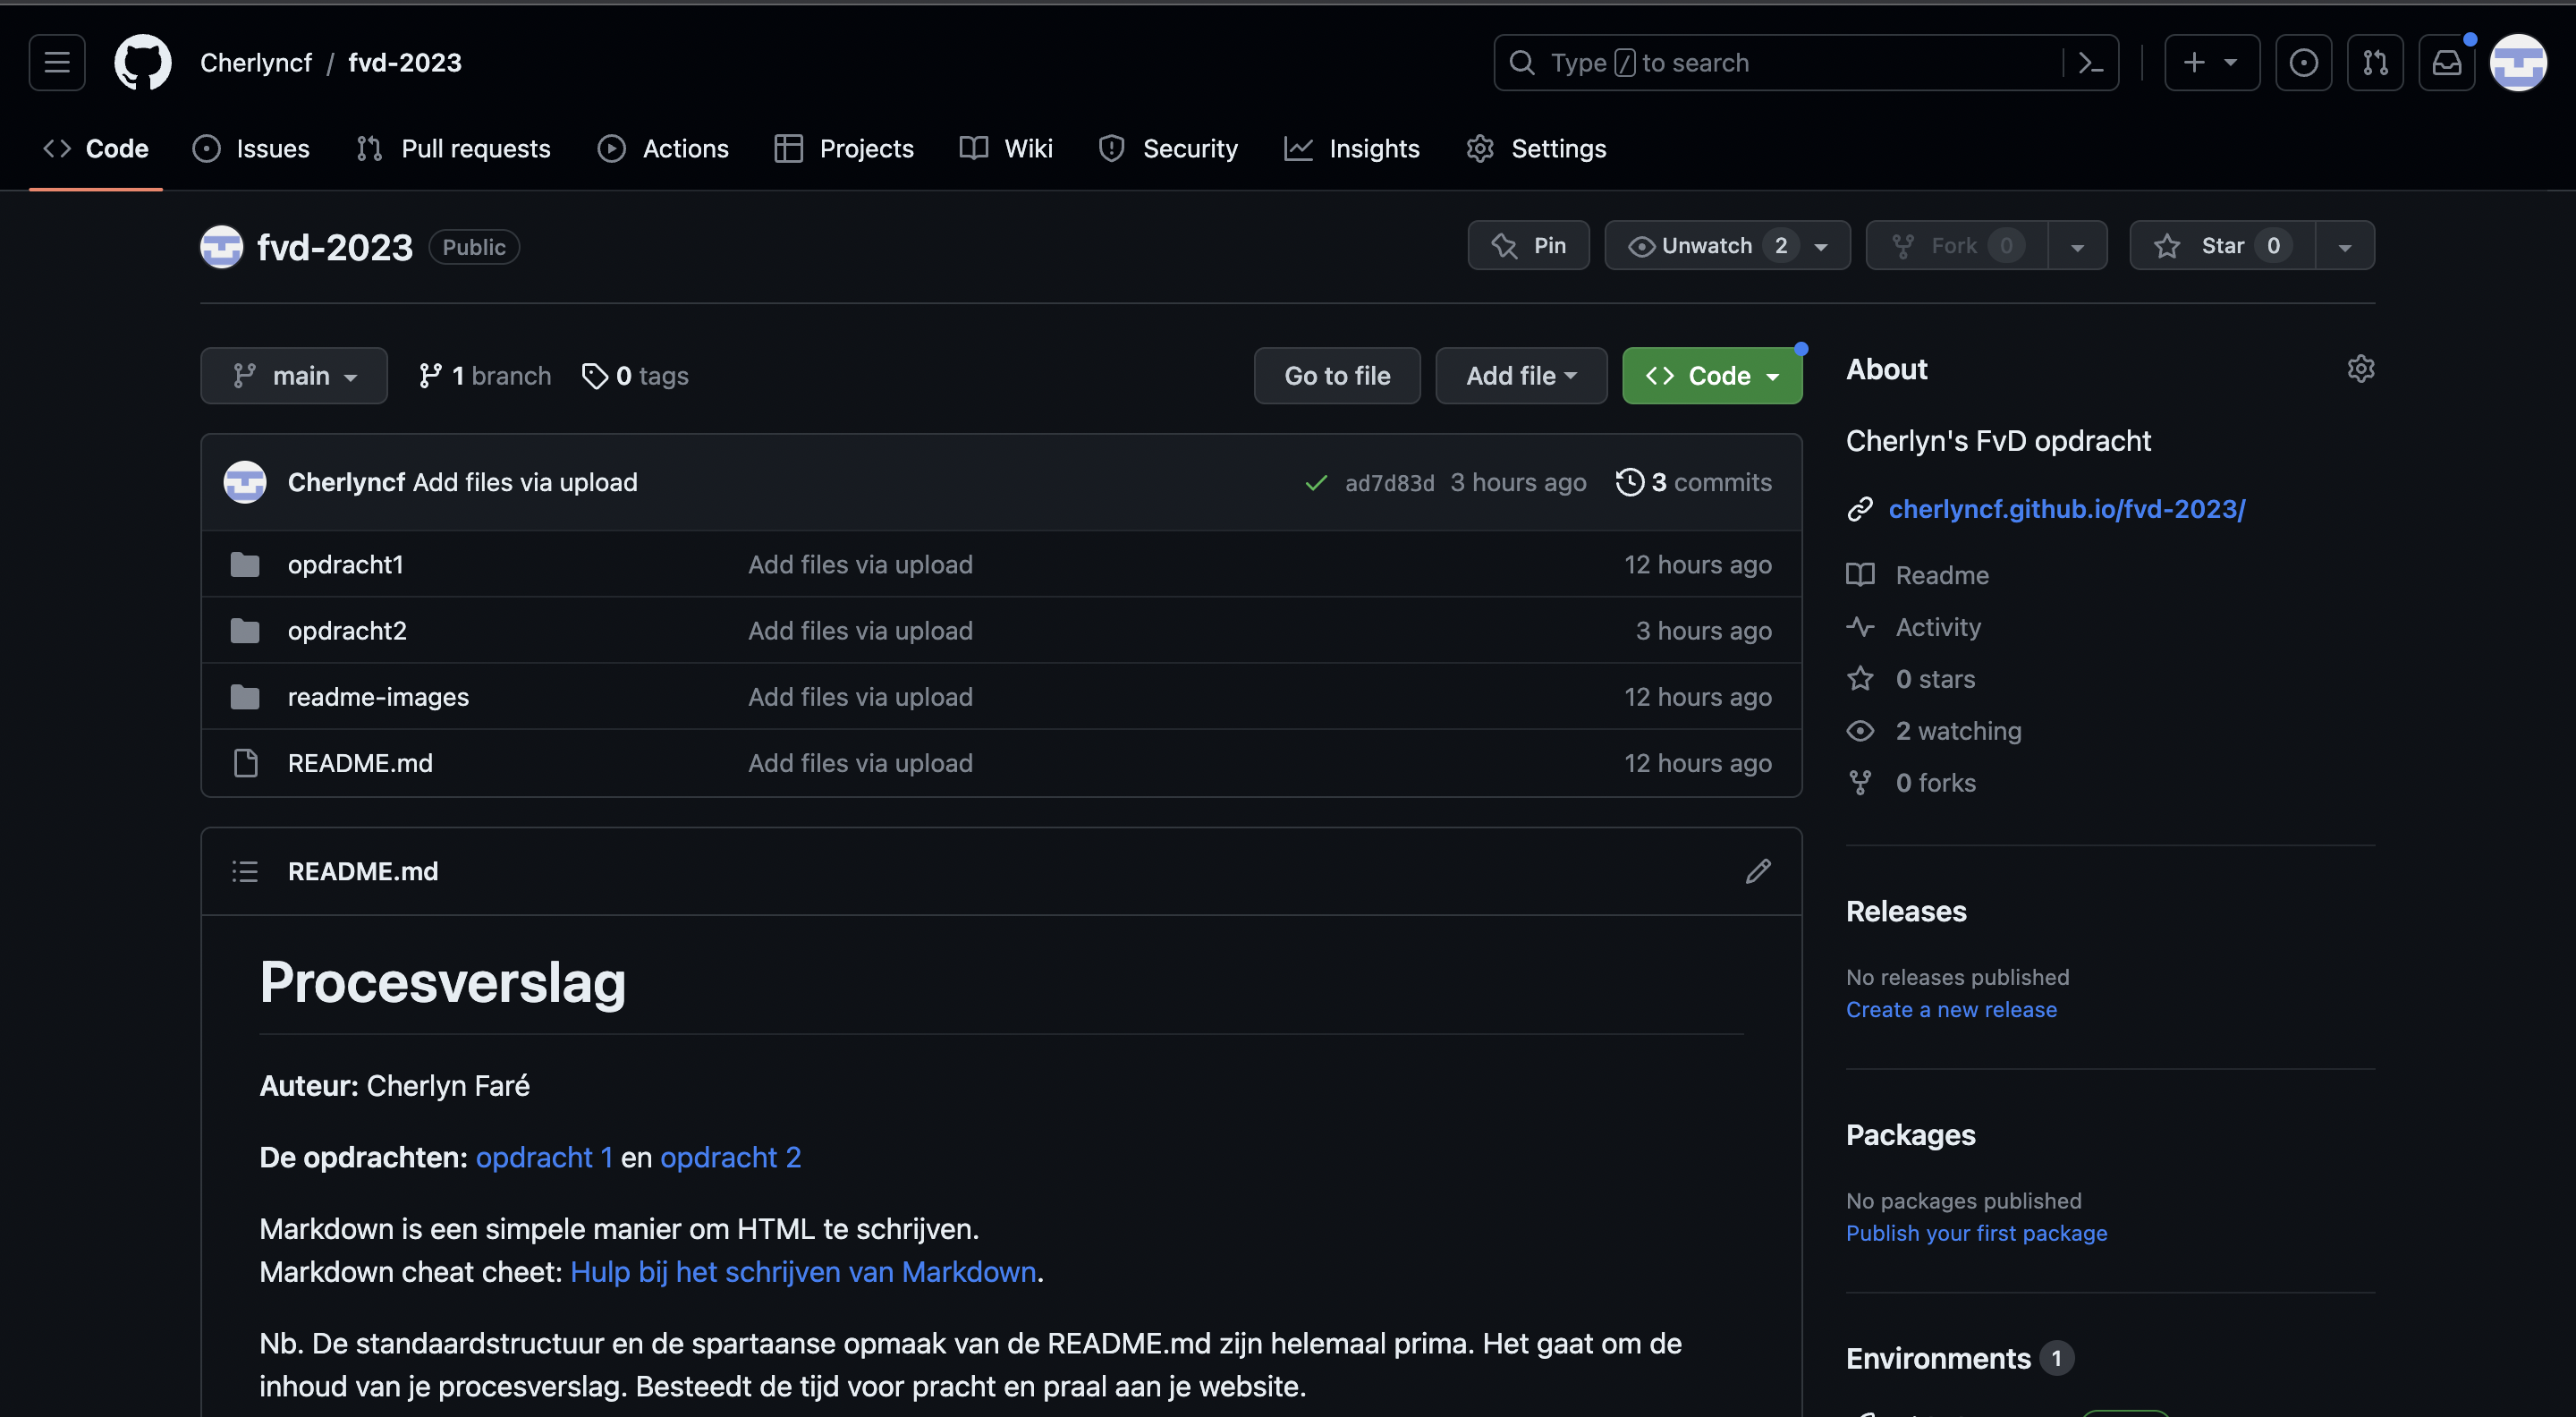 Cherlyncf / fvd-2023
Type / to search
Code Issues Pull requests Actions Projects Wiki Security Insights Settings
fvd-2023 Public
Pin Unwatch 2 Fork 0 Star 0
main 1 branch 0 tags
Go to file Add file Code
Cherlyncf Add files via upload ad7d83d 3 hours ago 3 commits
opdracht1 Add files via upload 12 hours ago
opdracht2 Add files via upload 3 hours ago
readme-images Add files via upload 12 hours ago
README.md Add files via upload 12 hours ago
README.md
Procesverslag
Auteur: Cherlyn Faré
De opdrachten: opdracht 1 en opdracht 2
Markdown is een simpele manier om HTML te schrijven.
Markdown cheat cheet: Hulp bij het schrijven van Markdown.
Nb. De standaardstructuur en de spartaanse opmaak van de README.md zijn helemaal prima. Het gaat om de
inhoud van je procesverslag. Besteedt de tijd voor pracht en praal aan je website.
About
Cherlyn's FvD opdracht
cherlyncf.github.io/fvd-2023/
Readme
Activity
0 stars
2 watching
0 forks
Releases
No releases published
Create a new release
Packages
No packages published
Publish your first package
Environments 1